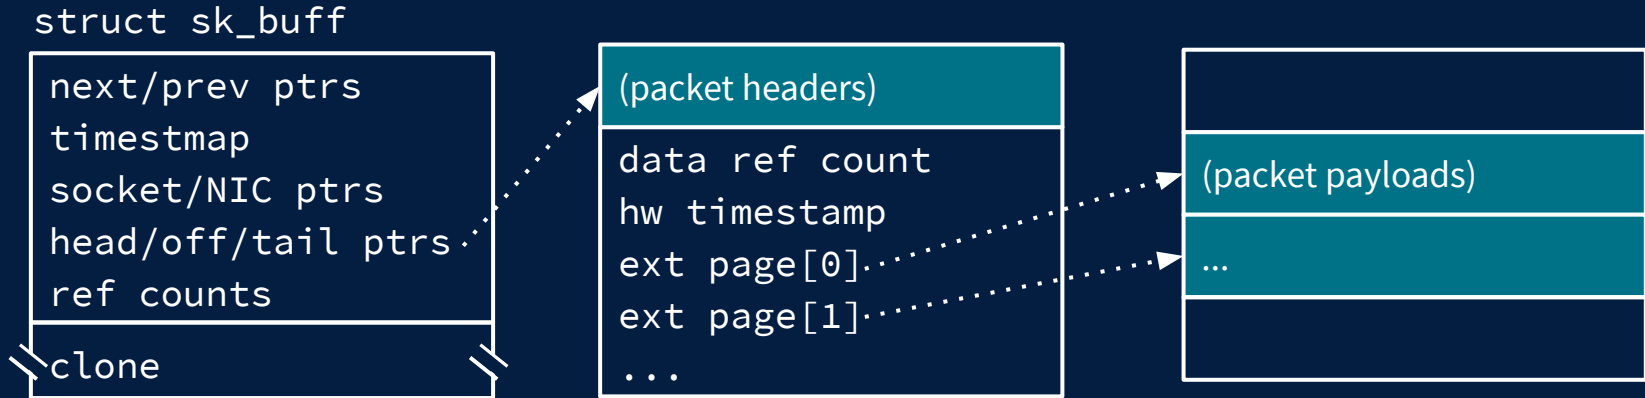 struct sk_buff
next/prev ptrs
timestmap
socket/NIC ptrs
head/off/tail ptrs
ref counts
clone
(packet headers)
data ref count
hw timestamp
ext page[0]
ext page[1]
...
(packet payloads)
...